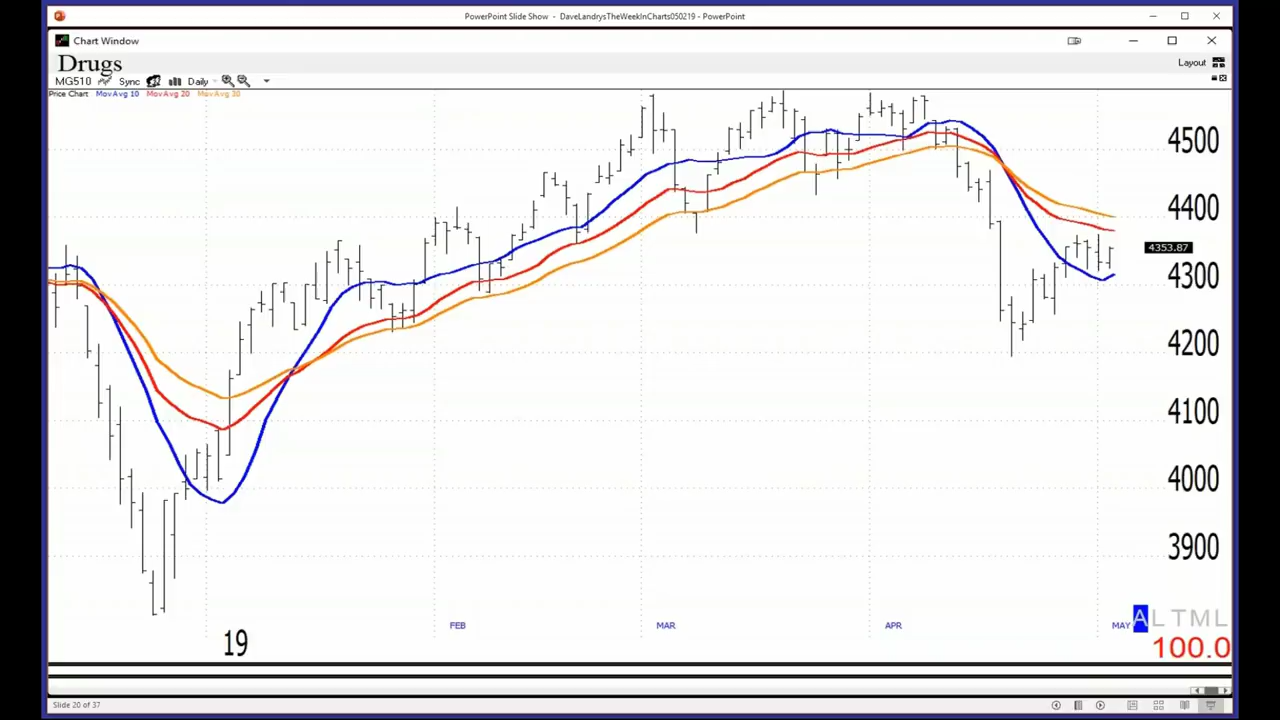 PowerPoint Slide Show - DaveLandrysTheWeekInCharts050219 - PowerPoint
Chart Window
Drugs
Layout
MG510 Sync Daily
Price Chart MovAvg 10 MovAvg 20 MovAvg 30
4500
4400
4353.87
4300
4200
4100
4000
3900
ALTML
FEB MAR APR MAY
19
100.0
Slide 20 of 37